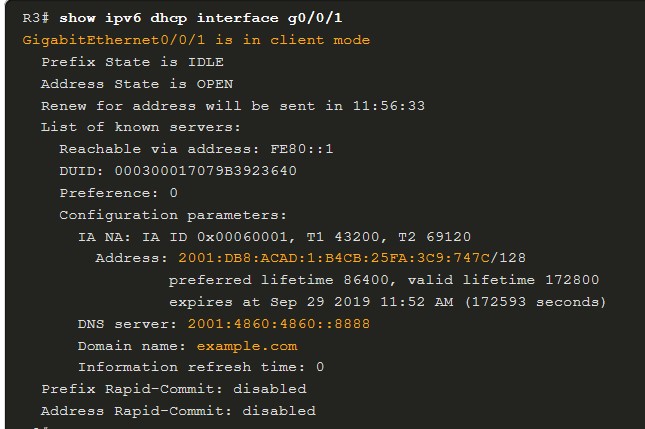 R3# show ipv6 dhcp interface g0/0/1
GigabitEthernet0/0/1 is in client mode
Prefix State is IDLE
Address State is OPEN
Renew for address will be sent in 11:56:33
List of known servers:
Reachable via address: FE80::1
DUID: 000300017079B3923640
Preference: 0
Configuration parameters:
IA NA: IA ID 0x00060001, T1 43200, T2 69120
Address: 2001:DB8:ACAD:1:B4CB:25FA:3C9:747C/128
preferred lifetime 86400, valid lifetime 172800
expires at Sep 29 2019 11:52 AM (172593 seconds)
DNS server: 2001:4860:4860::8888
Domain name: example.com
Information refresh time: 0
Prefix Rapid-Commit: disabled
Address Rapid-Commit: disabled